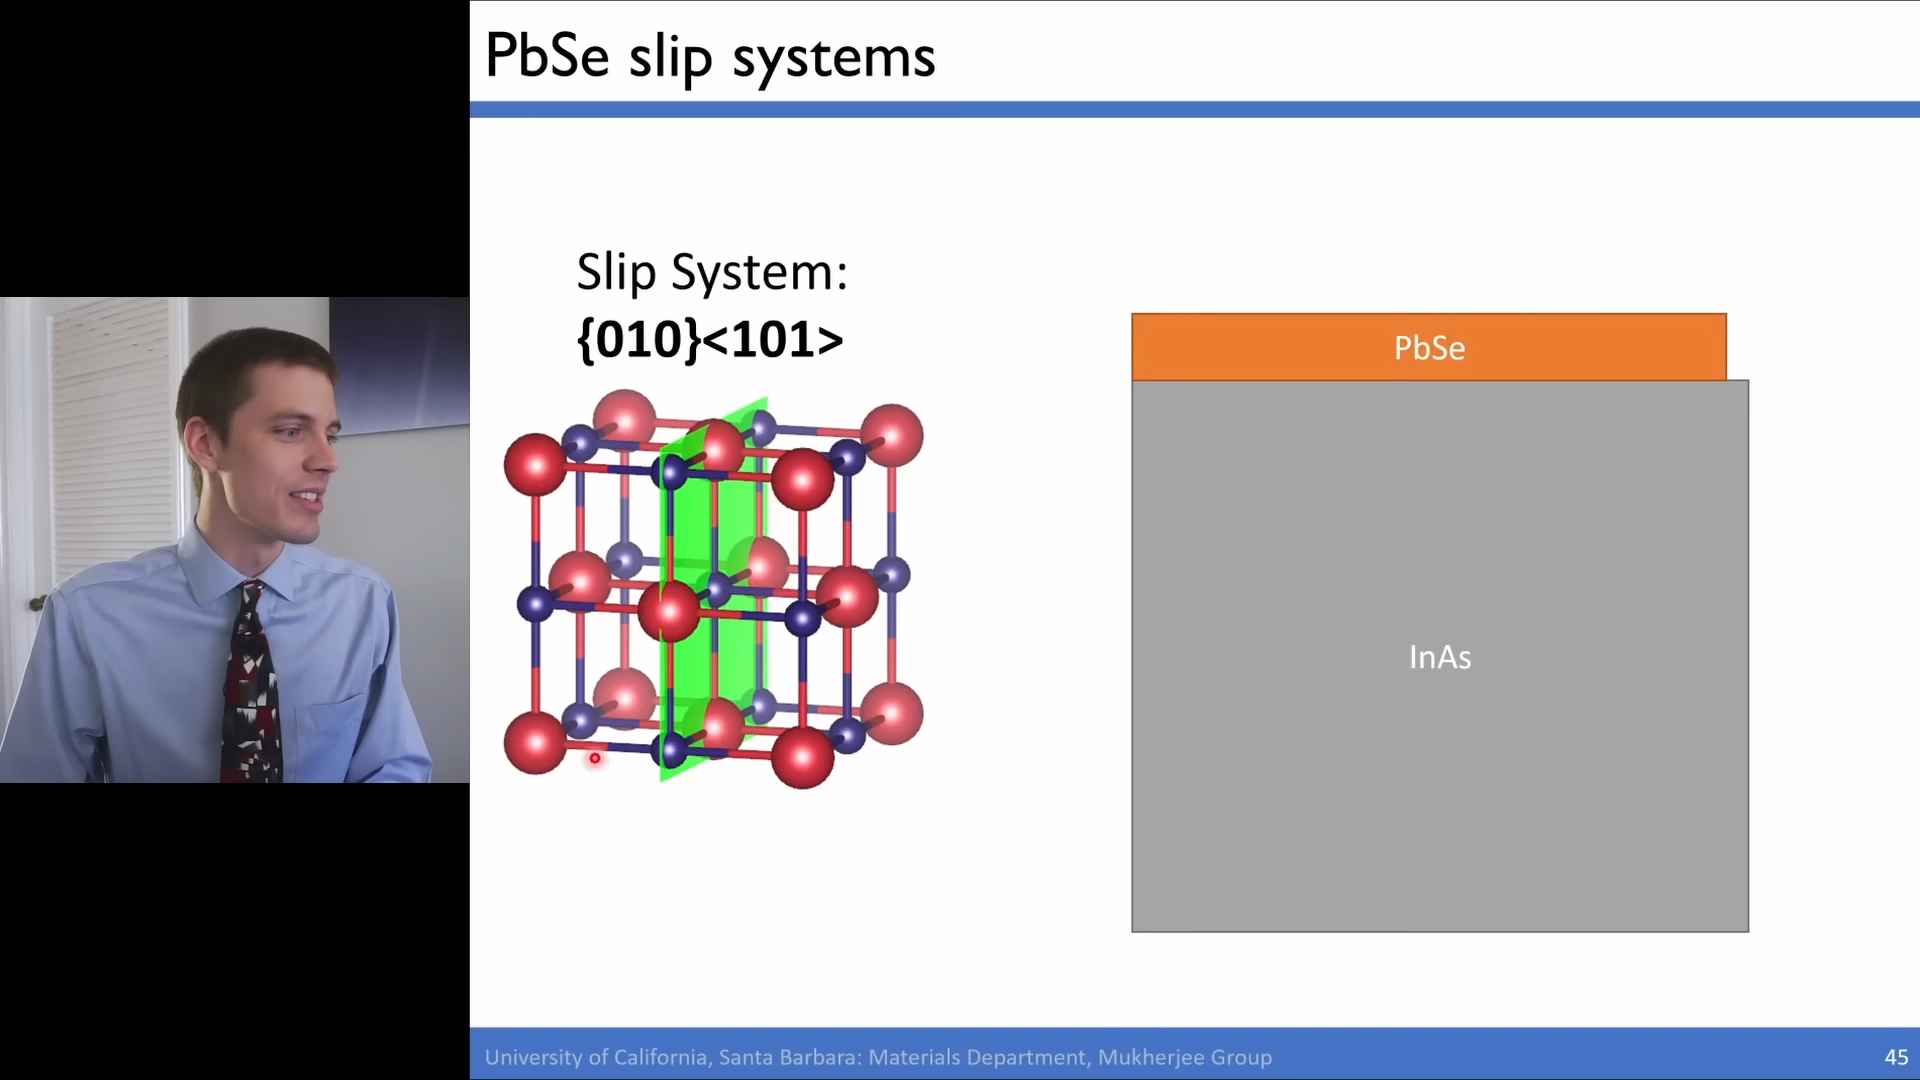 PbSe slip systems
Slip System:
{010}<101>
PbSe
InAs
University of California, Santa Barbara: Materials Department, Mukherjee Group
45